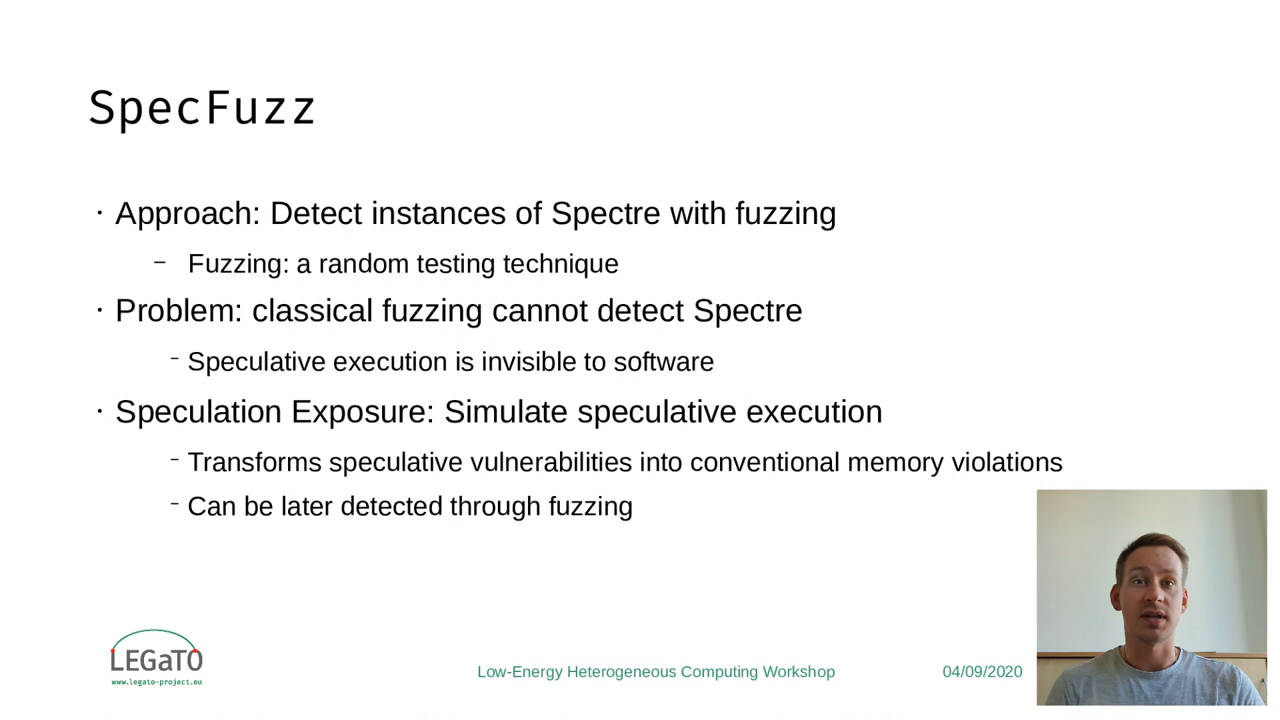 SpecFuzz
· Approach: Detect instances of Spectre with fuzzing
– Fuzzing: a random testing technique
· Problem: classical fuzzing cannot detect Spectre
– Speculative execution is invisible to software
· Speculation Exposure: Simulate speculative execution
– Transforms speculative vulnerabilities into conventional memory violations
– Can be later detected through fuzzing
LEGaTO
www.legato-project.eu
Low-Energy Heterogeneous Computing Workshop
04/09/2020